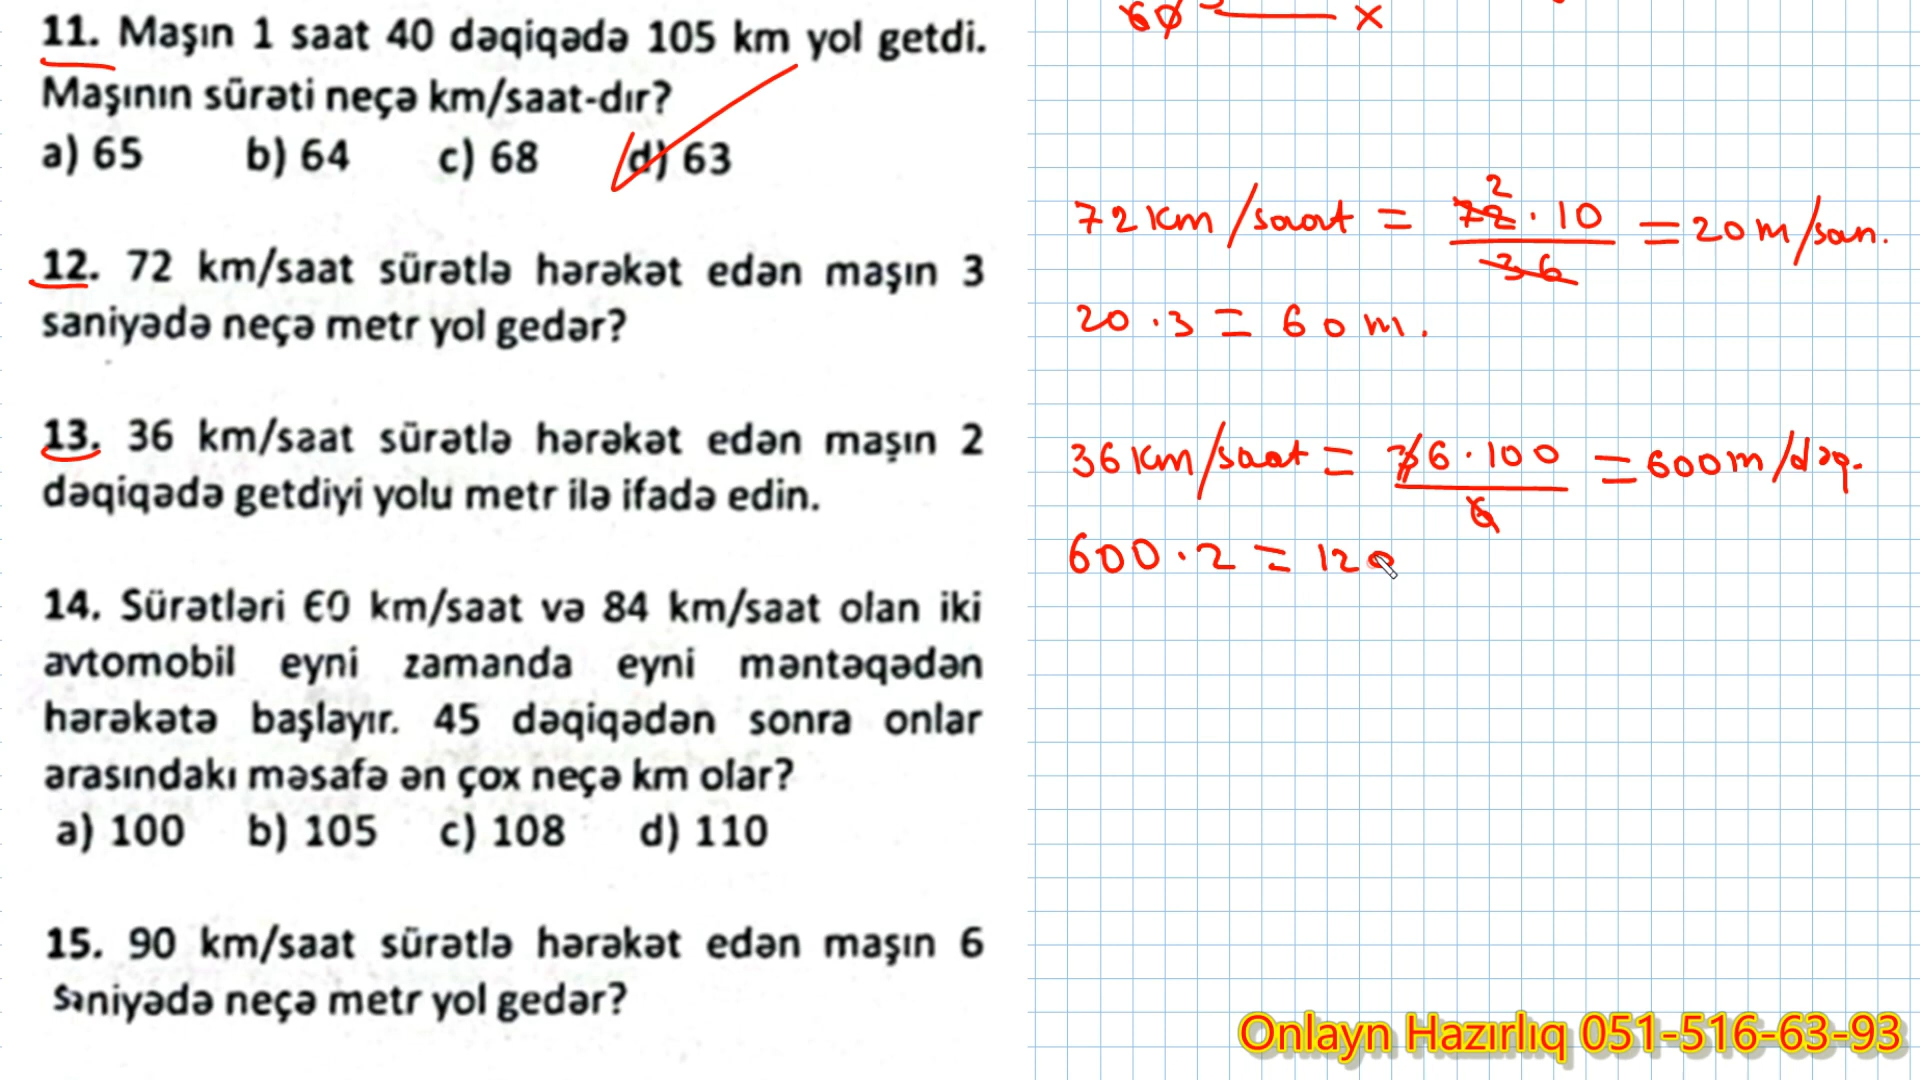 11. Maşın 1 saat 40 dəqiqədə 105 km yol getdi.
Maşının sürəti neçə km/saat-dır?
a) 65 b) 64 c) 68 d) 63
12. 72 km/saat sürətlə hərəkət edən maşın 3
saniyədə neçə metr yol gedər?
13. 36 km/saat sürətlə hərəkət edən maşın 2
dəqiqədə getdiyi yolu metr ilə ifadə edin.
14. Sürətləri 60 km/saat və 84 km/saat olan iki
avtomobil eyni zamanda eyni məntəqədən
hərəkətə başlayır. 45 dəqiqədən sonra onlar
arasındakı məsafə ən çox neçə km olar?
a) 100 b) 105 c) 108 d) 110
15. 90 km/saat sürətlə hərəkət edən maşın 6
saniyədə neçə metr yol gedər?
60 x
2
72 km/saat = 72 · 10 = 20 m/san.
36
20 · 3 = 60 m.
36 km/saat = 36 · 100 = 600 m/dəq.
6
600 · 2 = 120
Onlayn Hazırlıq 051-516-63-93